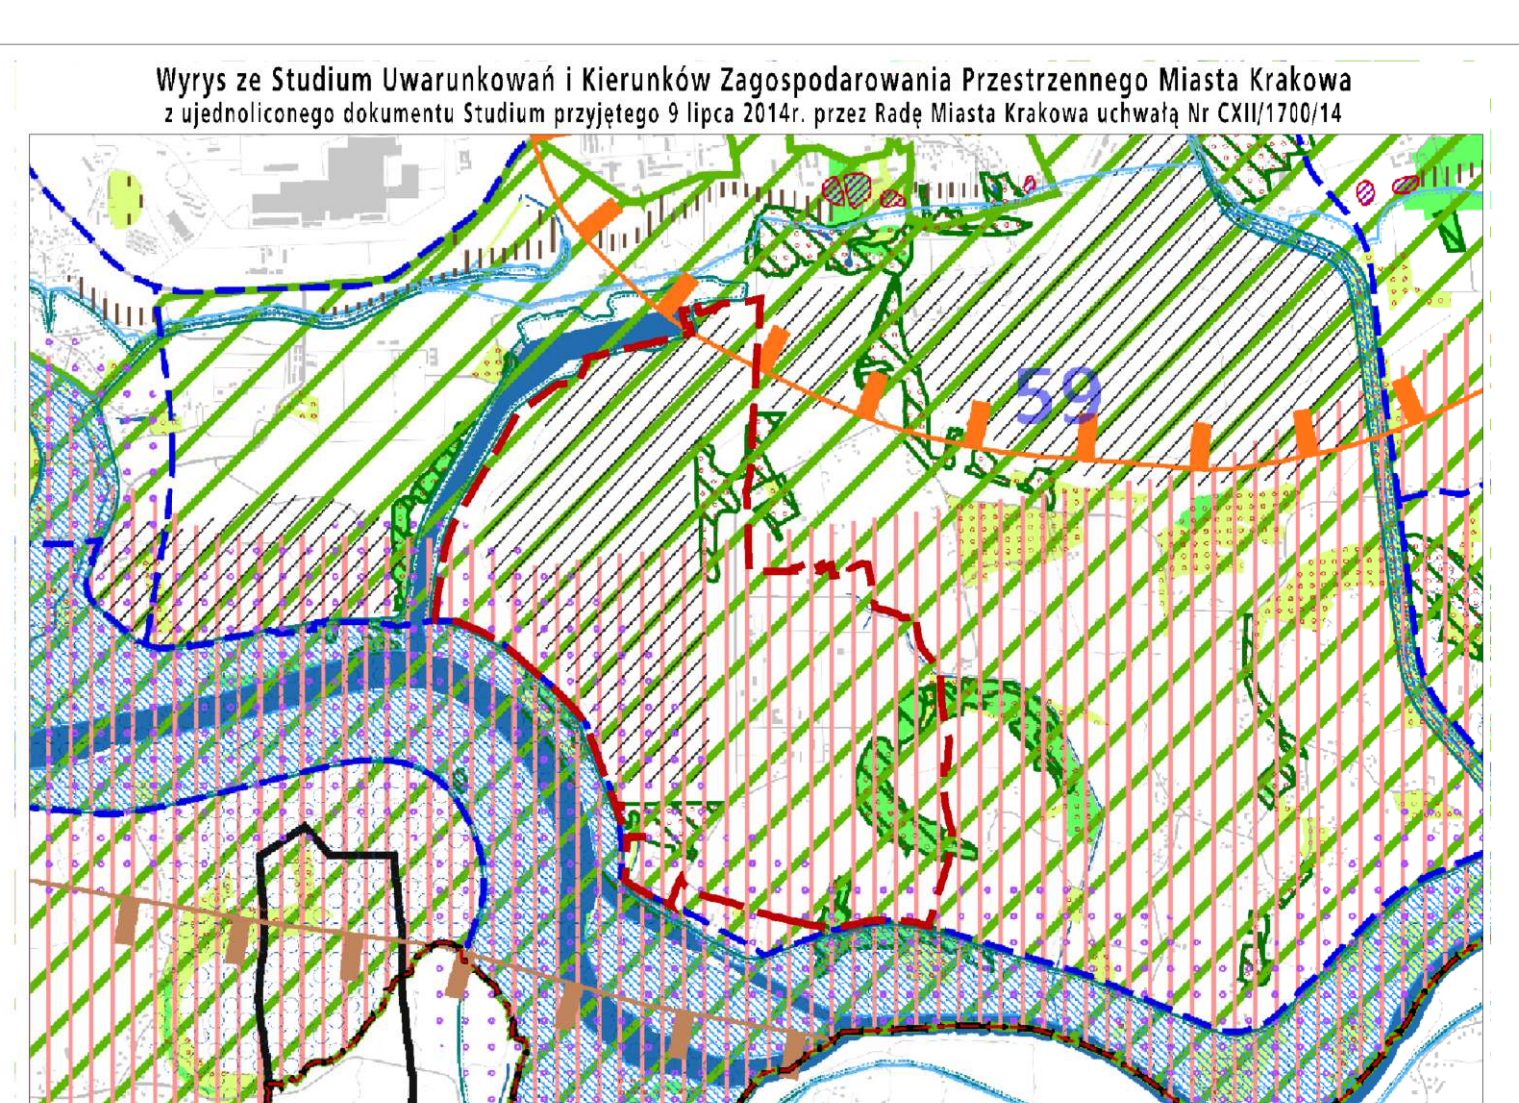 Wyrys ze Studium Uwarunkowań i Kierunków Zagospodarowania Przestrzennego Miasta Krakowa
z ujednoliconego dokumentu Studium przyjętego 9 lipca 2014r. przez Radę Miasta Krakowa uchwałą Nr CXII/1700/14
59